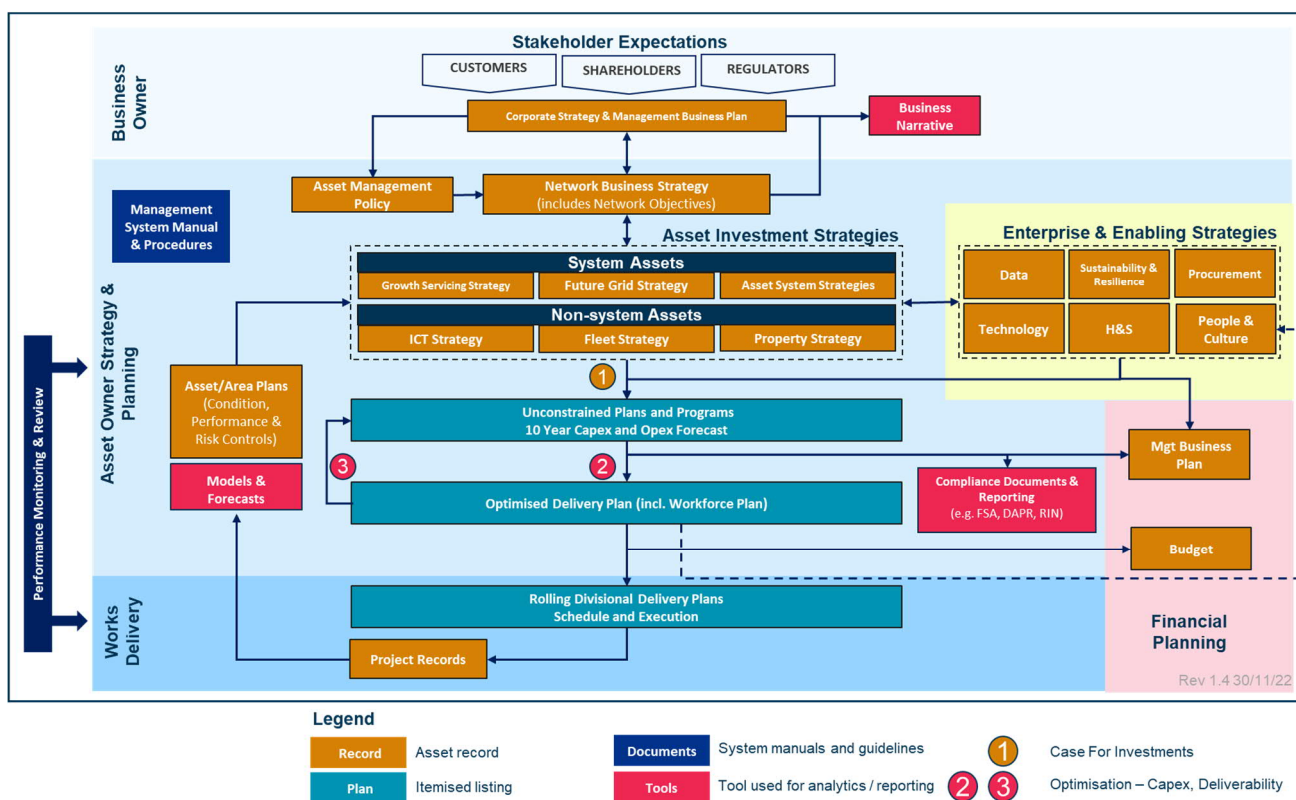 Stakeholder Expectations
CUSTOMERS
SHAREHOLDERS
REGULATORS
Business
Owner
Corporate Strategy & Management Business Plan
Business
Narrative
Asset Management
Policy
Network Business Strategy
(includes Network Objectives)
Management
System Manual
& Procedures
Asset Investment Strategies
System Assets
Growth Servicing Strategy
Future Grid Strategy
Asset System Strategies
Non-system Assets
ICT Strategy
Fleet Strategy
Property Strategy
Enterprise & Enabling Strategies
Data
Sustainability &
Resilience
Procurement
Technology
H&S
People &
Culture
Performance Monitoring & Review
Asset Owner Strategy &
Planning
1
Asset/Area Plans
(Condition,
Performance &
Risk Controls)
Models &
Forecasts
Unconstrained Plans and Programs
10 Year Capex and Opex Forecast
3
2
Mgt Business
Plan
Compliance Documents &
Reporting
(e.g. FSA, DAPR, RIN)
Optimised Delivery Plan (incl. Workforce Plan)
Budget
Works
Delivery
Rolling Divisional Delivery Plans
Schedule and Execution
Project Records
Financial
Planning
Rev 1.4 30/11/22
Legend
Record
Asset record
Documents
System manuals and guidelines
1
Case For Investments
Plan
Itemised listing
Tools
Tool used for analytics / reporting
2
3
Optimisation – Capex, Deliverability